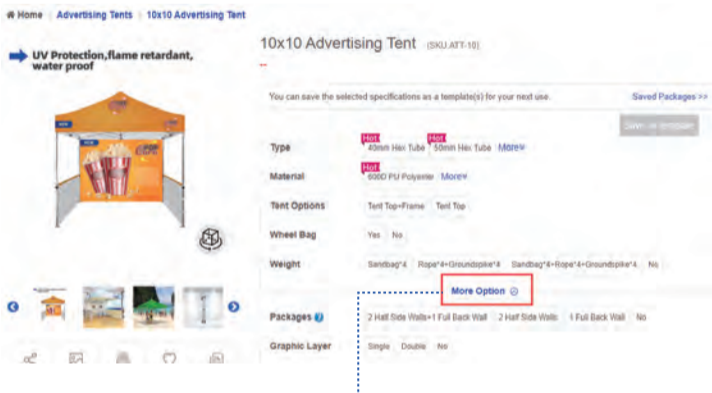 Home Advertising Tents 10x10 Advertising Tent
UV Protection,flame retardant,
water proof
10x10 Advertising Tent (SKU:ATT-10)
--
You can save the selected specifications as a template(s) for your next use. Saved Packages >>
Save as template
Hot Hot
Type 40mm Hex Tube 50mm Hex Tube More
Hot
Material 600D PU Polyester More
Tent Options Tent Top+Frame Tent Top
Wheel Bag Yes No
Weight Sandbag*4 Rope*4+Groundspike*4 Sandbag*4+Rope*4+Groundspike*4 No
More Option
Packages 2 Half Side Walls+1 Full Back Wall 2 Half Side Walls 1 Full Back Wall No
Graphic Layer Single Double No